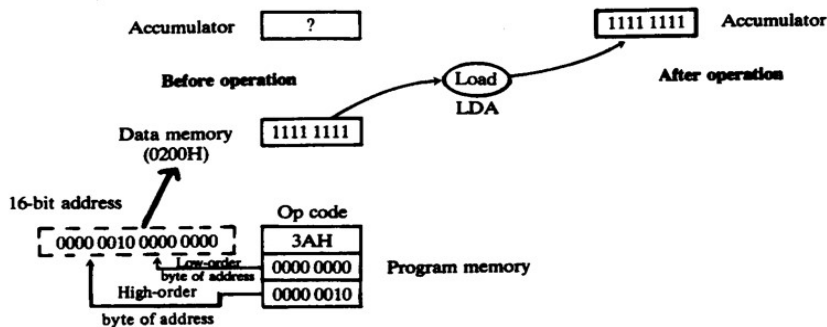 Accumulator ? 1111 1111 Accumulator
Before operation Load After operation
LDA
Data memory 1111 1111
(0200H)
16-bit address
Op code
0000 0010 0000 0000 3AH
Low-order 0000 0000 Program memory
byte of address
High-order 0000 0010
byte of address